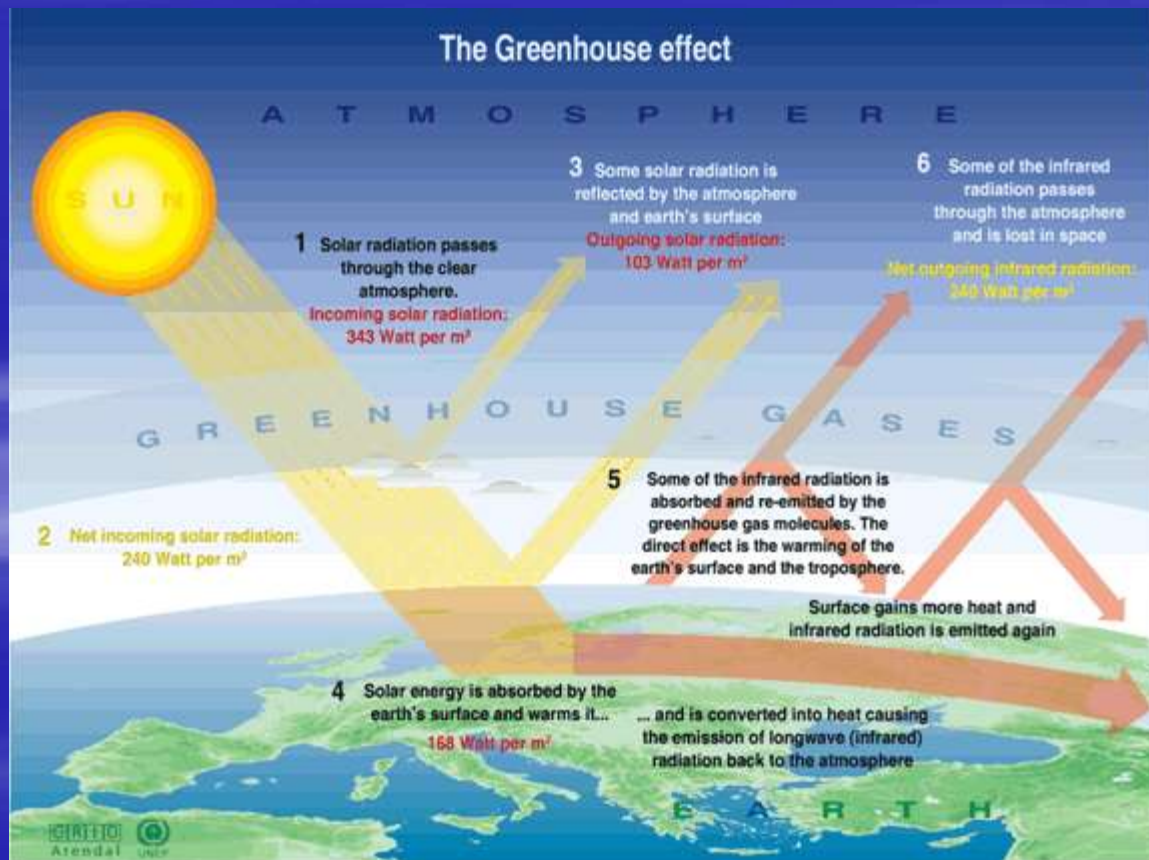 The Greenhouse effect
ATMOSPHERE
SUN
1 Solar radiation passes
through the clear
atmosphere.
Incoming solar radiation:
343 Watt per m²
2 Net incoming solar radiation:
240 Watt per m²
3 Some solar radiation is
reflected by the atmosphere
and earth's surface
Outgoing solar radiation:
103 Watt per m²
GREENHOUSE GASES
4 Solar energy is absorbed by the
earth's surface and warms it...
168 Watt per m²
... and is converted into heat causing
the emission of longwave (infrared)
radiation back to the atmosphere
5 Some of the infrared radiation is
absorbed and re-emitted by the
greenhouse gas molecules. The
direct effect is the warming of the
earth's surface and the troposphere.
Surface gains more heat and
infrared radiation is emitted again
6 Some of the infrared
radiation passes
through the atmosphere
and is lost in space
Net outgoing infrared radiation:
240 Watt per m²
EARTH
GRID
Arendal
UNEP